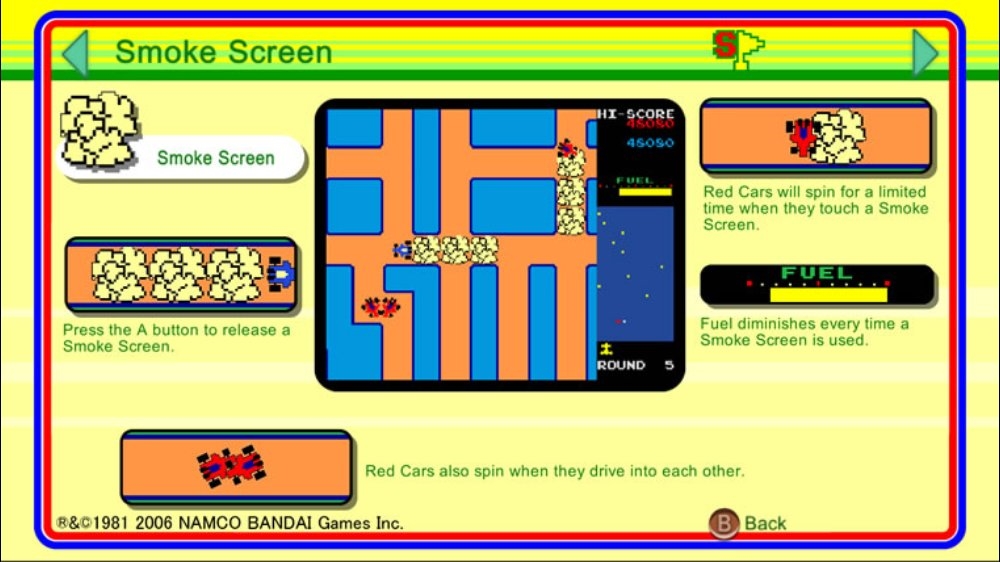 Smoke Screen
S
Smoke Screen
Press the A button to release a
Smoke Screen.
HI-SCORE
48080
48080
FUEL
ROUND 5
Red Cars will spin for a limited
time when they touch a Smoke
Screen.
FUEL
Fuel diminishes every time a
Smoke Screen is used.
Red Cars also spin when they drive into each other.
®&©1981 2006 NAMCO BANDAI Games Inc.
B Back